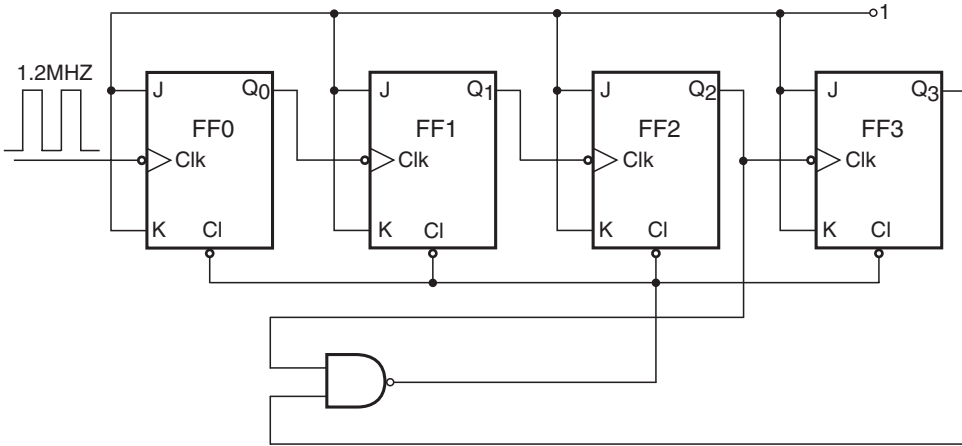 1
1.2MHZ
J Q0 J Q1 J Q2 J Q3
FF0 FF1 FF2 FF3
Clk Clk Clk Clk
K Cl K Cl K Cl K Cl